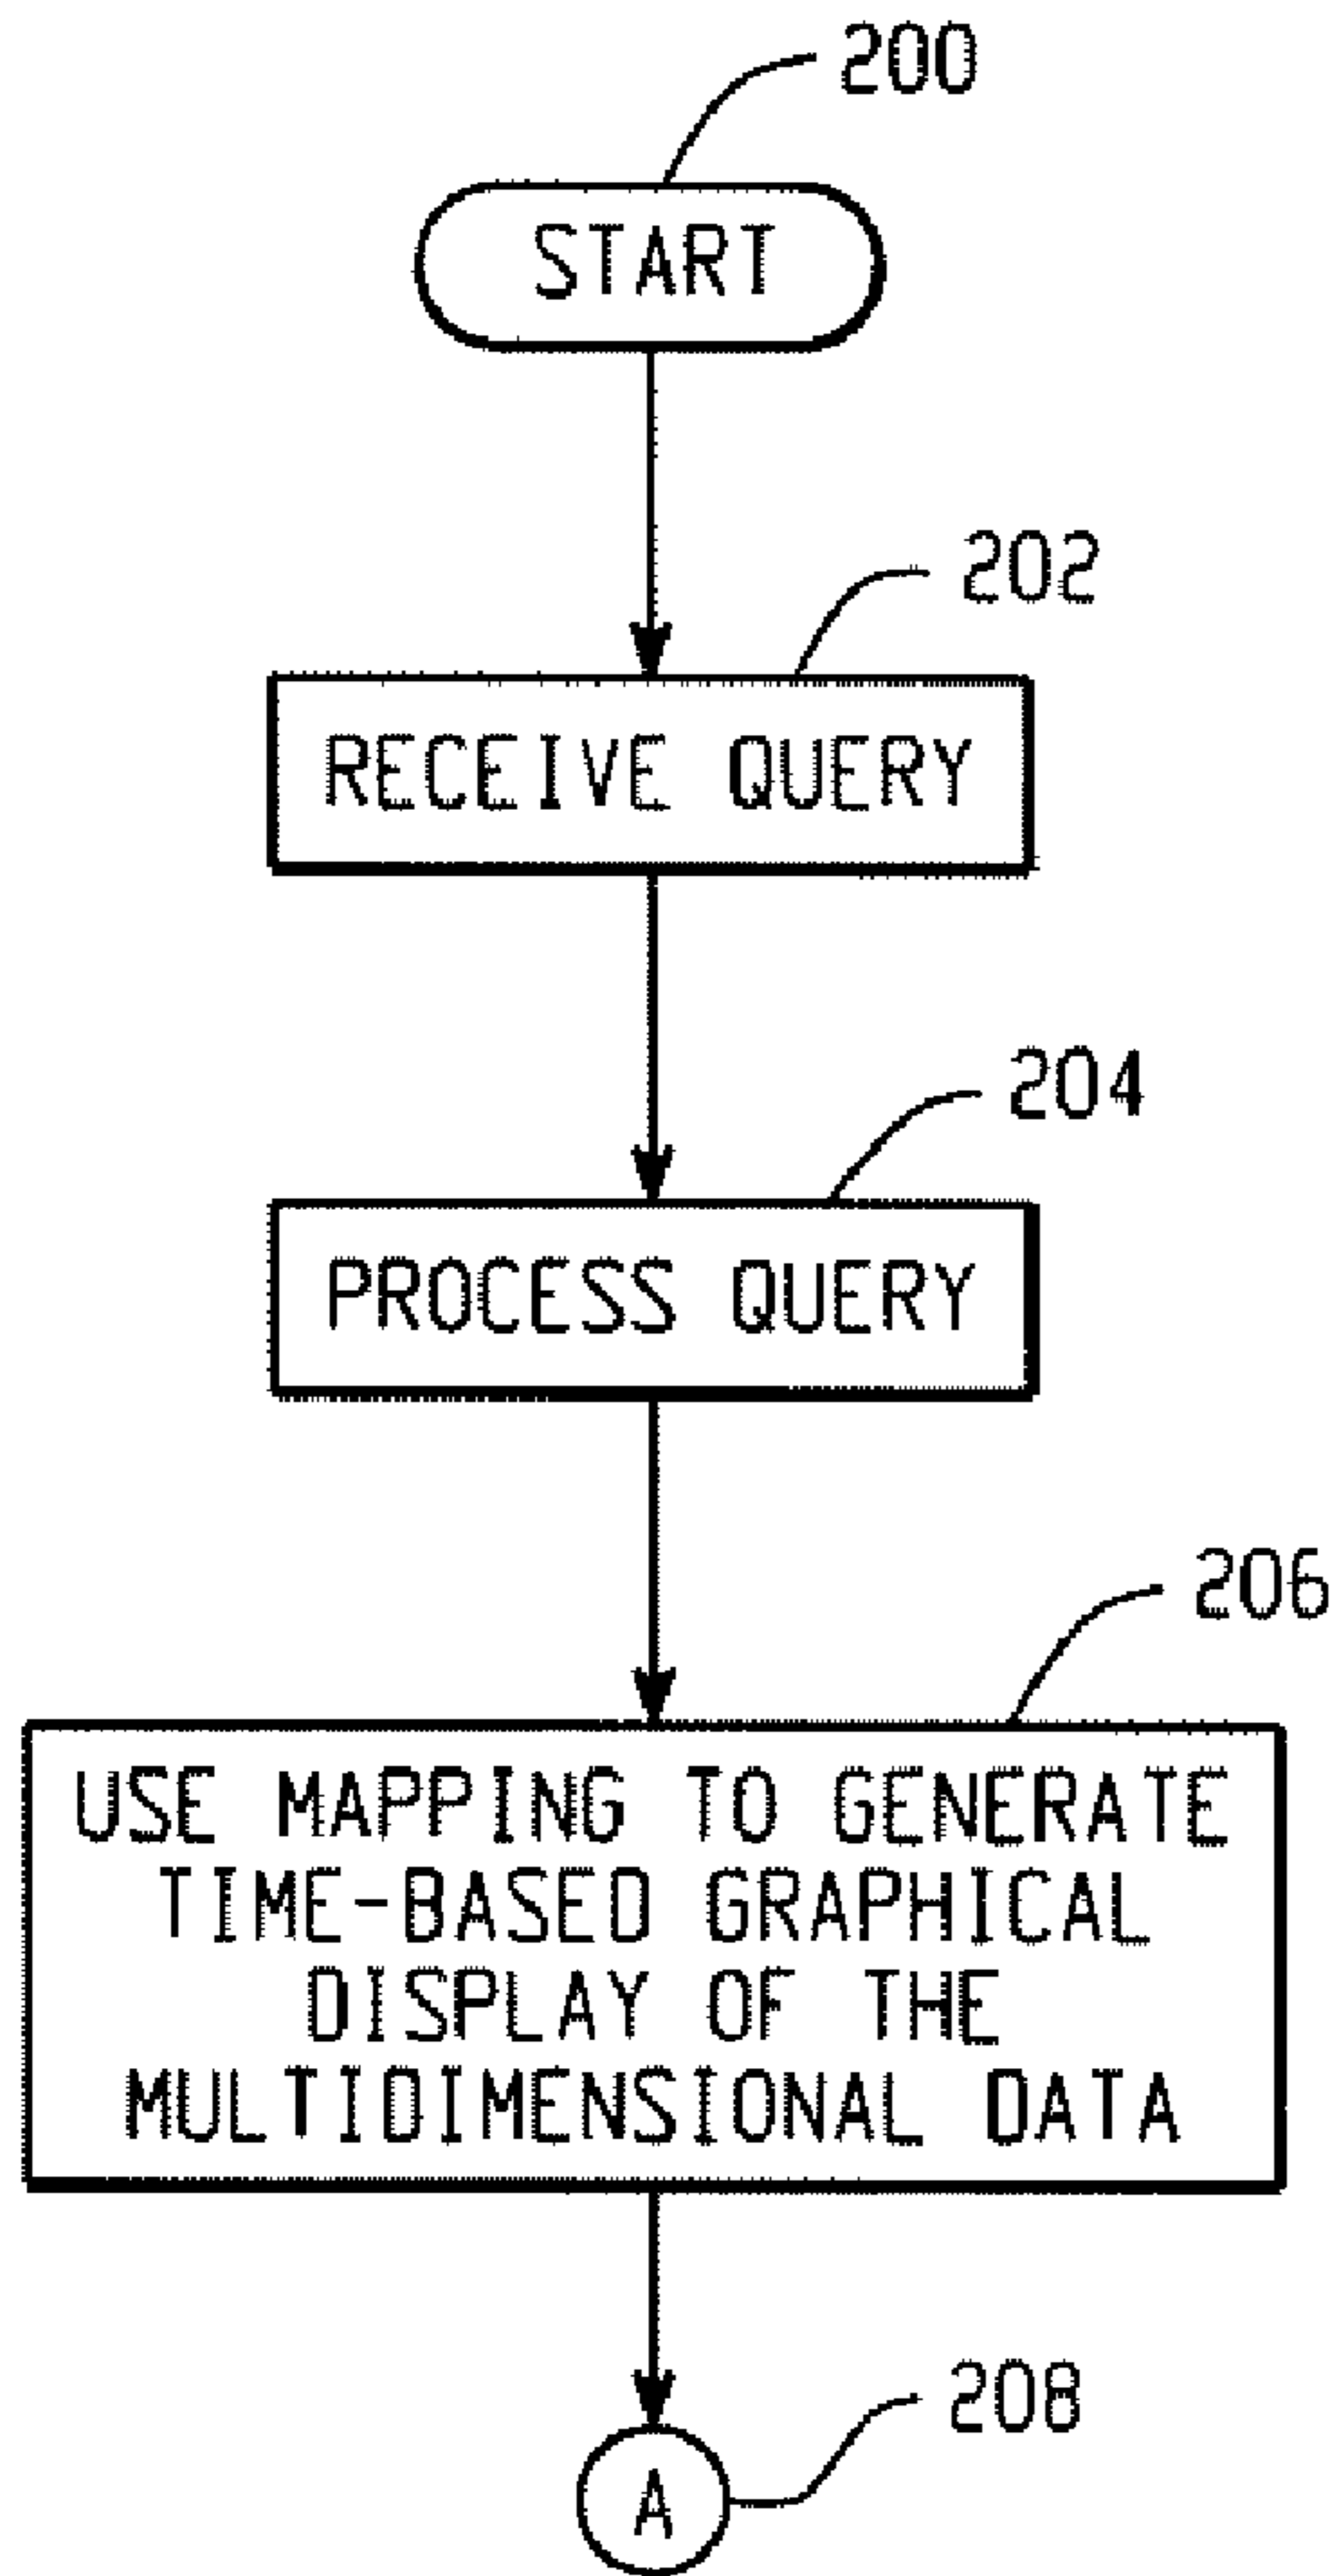 200
START
202
RECEIVE QUERY
204
PROCESS QUERY
206
USE MAPPING TO GENERATE
TIME-BASED GRAPHICAL
DISPLAY OF THE
MULTIDIMENSIONAL DATA
208
A